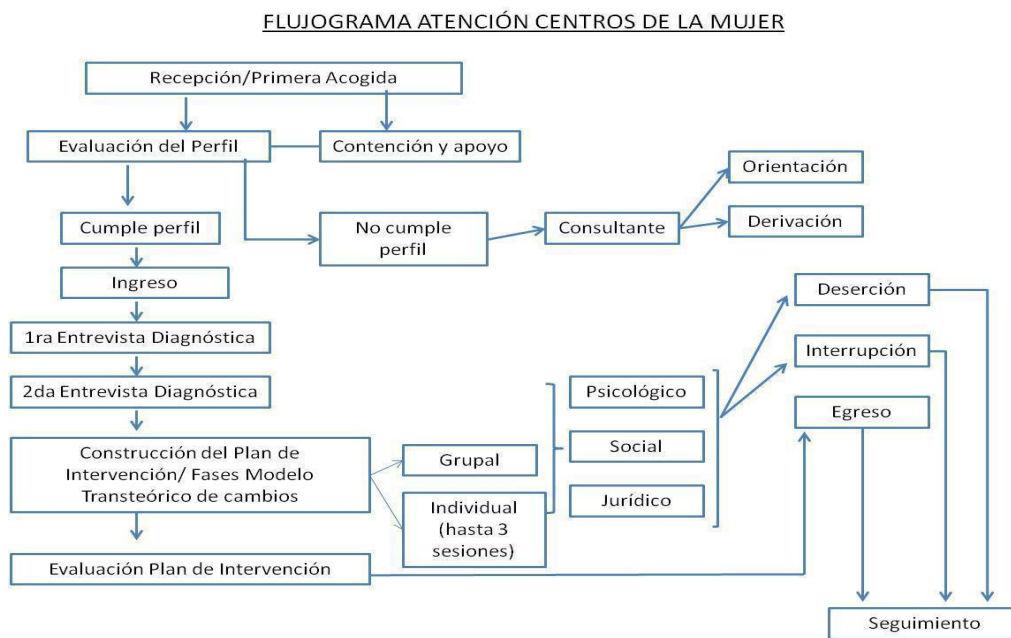 FLUJOGRAMA ATENCIÓN CENTROS DE LA MUJER
Recepción/Primera Acogida
Evaluación del Perfil
Contención y apoyo
Orientación
Cumple perfil
No cumple
perfil
Consultante
Derivación
Ingreso
Deserción
1ra Entrevista Diagnóstica
Interrupción
2da Entrevista Diagnóstica
Psicológico
Egreso
Construcción del Plan de
Intervención/ Fases Modelo
Transteórico de cambios
Grupal
Social
Individual
(hasta 3
sesiones)
Jurídico
Evaluación Plan de Intervención
Seguimiento